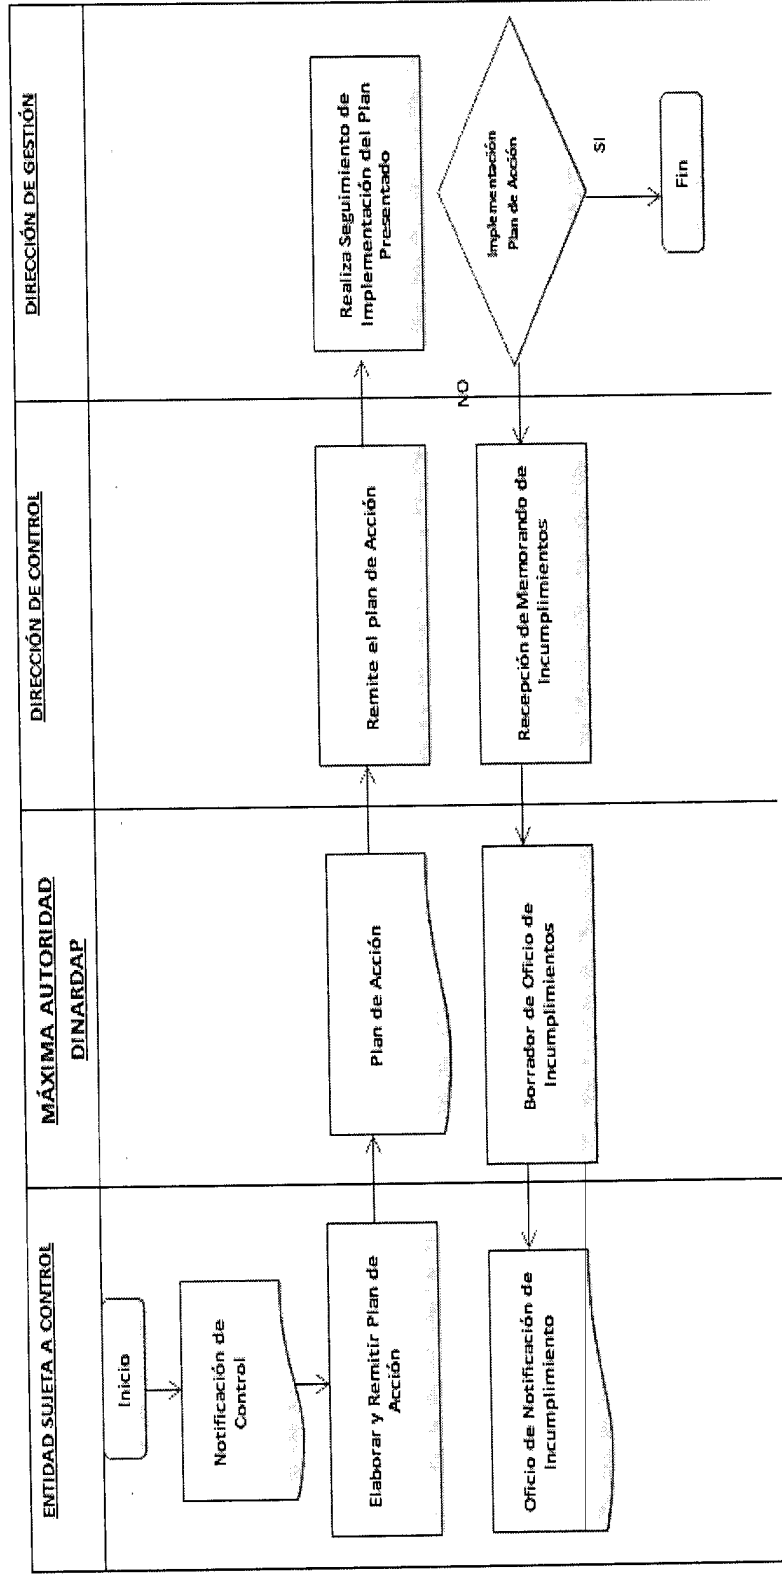 ENTIDAD SUJETA A CONTROL
MÁXIMA AUTORIDAD
DINARDAP
DIRECCIÓN DE CONTROL
DIRECCIÓN DE GESTIÓN
Inicio
Notificación de
Control
Elaborar y Remitir Plan de
Acción
Plan de Acción
Remite el plan de Acción
Realiza Seguimiento de
Implementación del Plan
Presentado
Implementación
Plan de Acción
SI
Fin
NO
Recepción de Memorando de
Incumplimientos
Borrador de Oficio de
Incumplimientos
Oficio de Notificación de
Incumplimiento